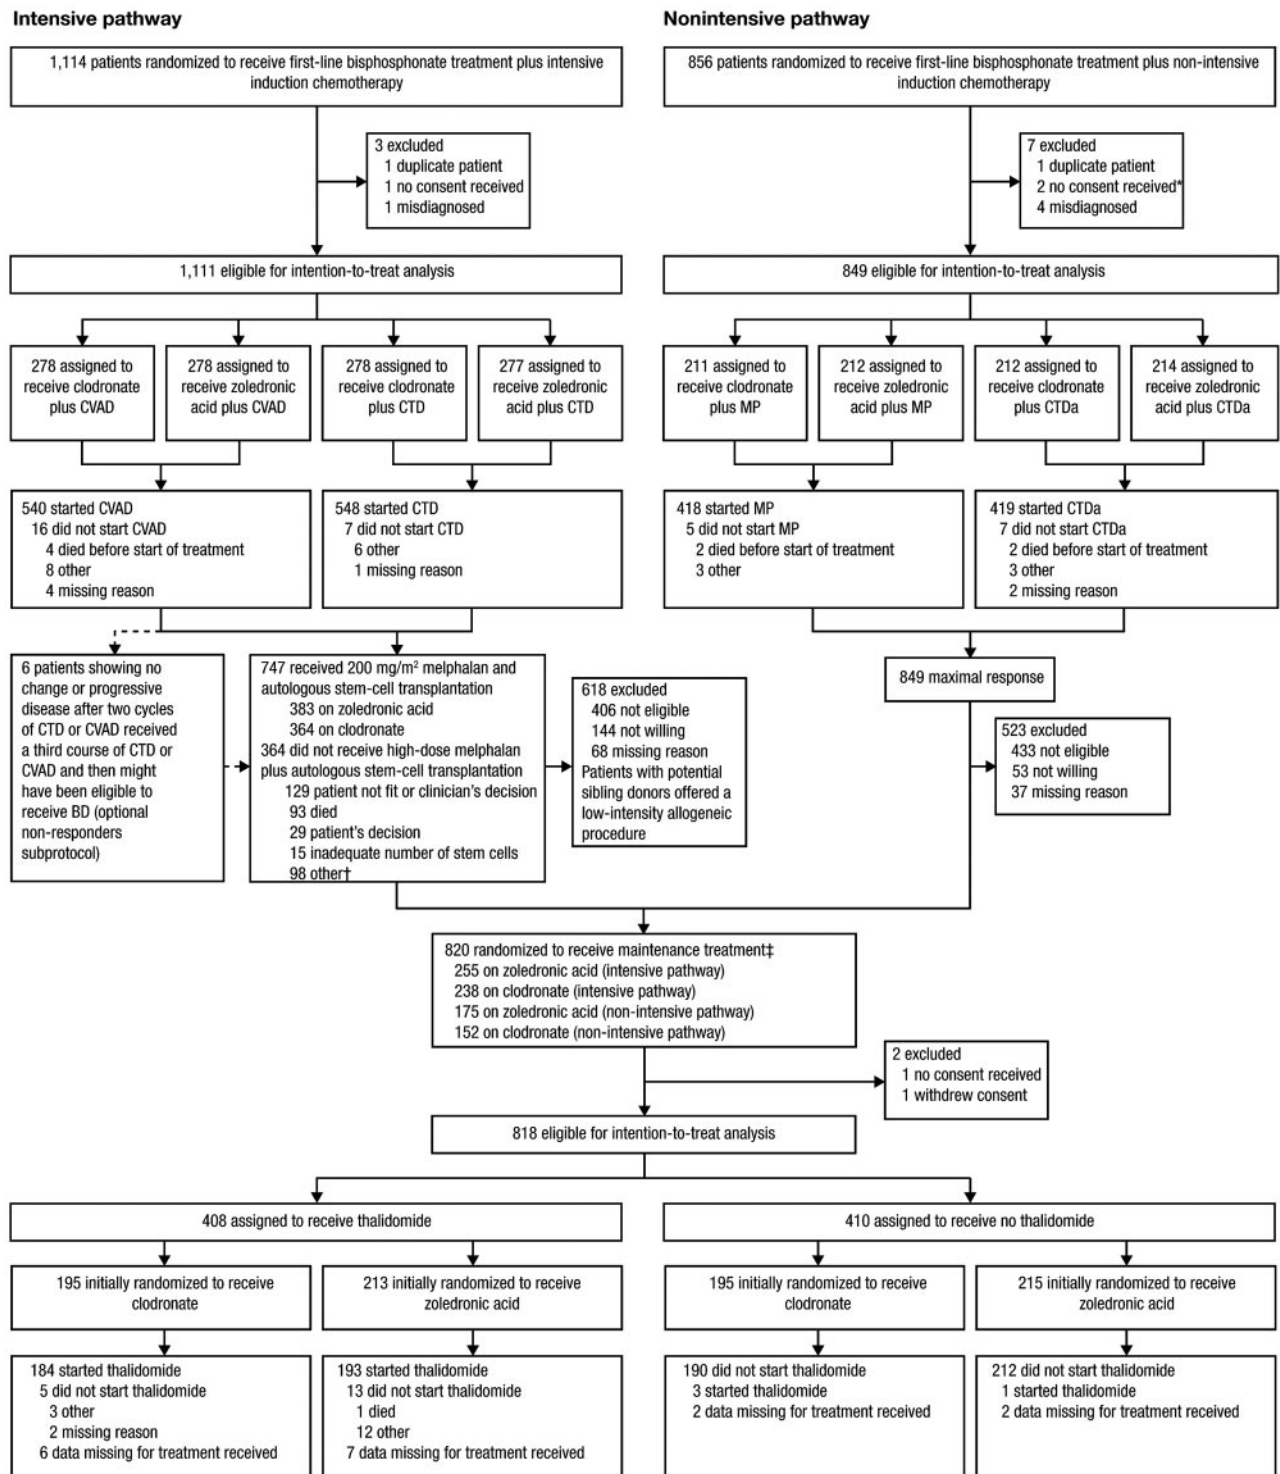 Intensive pathway
Nonintensive pathway
1,114 patients randomized to receive first-line bisphosphonate treatment plus intensive
induction chemotherapy
856 patients randomized to receive first-line bisphosphonate treatment plus non-intensive
induction chemotherapy
3 excluded
1 duplicate patient
1 no consent received
1 misdiagnosed
7 excluded
1 duplicate patient
2 no consent received*
4 misdiagnosed
1,111 eligible for intention-to-treat analysis
849 eligible for intention-to-treat analysis
278 assigned to
receive clodronate
plus CVAD
278 assigned to
receive zoledronic
acid plus CVAD
278 assigned to
receive clodronate
plus CTD
277 assigned to
receive zoledronic
acid plus CTD
211 assigned to
receive clodronate
plus MP
212 assigned to
receive zoledronic
acid plus MP
212 assigned to
receive clodronate
plus CTDa
214 assigned to
receive zoledronic
acid plus CTDa
540 started CVAD
16 did not start CVAD
4 died before start of treatment
8 other
4 missing reason
548 started CTD
7 did not start CTD
6 other
1 missing reason
418 started MP
5 did not start MP
2 died before start of treatment
3 other
419 started CTDa
7 did not start CTDa
2 died before start of treatment
3 other
2 missing reason
6 patients showing no
change or progressive
disease after two cycles
of CTD or CVAD received
a third course of CTD or
CVAD and then might
have been eligible to
receive BD (optional
non-responders
subprotocol)
747 received 200 mg/m² melphalan and
autologous stem-cell transplantation
383 on zoledronic acid
364 on clodronate
364 did not receive high-dose melphalan
plus autologous stem-cell transplantation
129 patient not fit or clinician's decision
93 died
29 patient's decision
15 inadequate number of stem cells
98 other†
618 excluded
406 not eligible
144 not willing
68 missing reason
Patients with potential
sibling donors offered a
low-intensity allogeneic
procedure
849 maximal response
523 excluded
433 not eligible
53 not willing
37 missing reason
820 randomized to receive maintenance treatment‡
255 on zoledronic acid (intensive pathway)
238 on clodronate (intensive pathway)
175 on zoledronic acid (non-intensive pathway)
152 on clodronate (non-intensive pathway)
2 excluded
1 no consent received
1 withdrew consent
818 eligible for intention-to-treat analysis
408 assigned to receive thalidomide
410 assigned to receive no thalidomide
195 initially randomized to receive
clodronate
213 initially randomized to receive
zoledronic acid
195 initially randomized to receive
clodronate
215 initially randomized to receive
zoledronic acid
184 started thalidomide
5 did not start thalidomide
3 other
2 missing reason
6 data missing for treatment received
193 started thalidomide
13 did not start thalidomide
1 died
12 other
7 data missing for treatment received
190 did not start thalidomide
3 started thalidomide
2 data missing for treatment received
212 did not start thalidomide
1 started thalidomide
2 data missing for treatment received